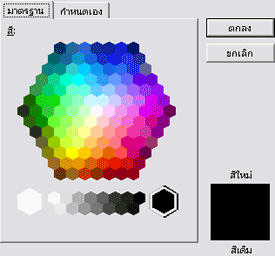 มาตรฐาน กำหนดเอง
สี:
ตกลง
ยกเลิก
สีใหม่
สีเดิม